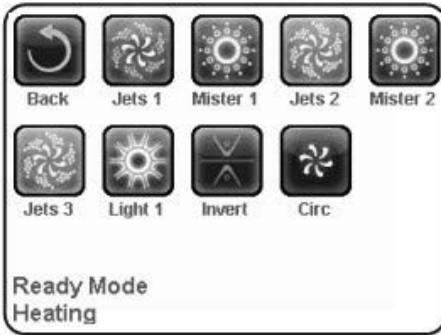 Back Jets 1 Mister 1 Jets 2 Mister 2
Jets 3 Light 1 Invert Circ
Ready Mode
Heating